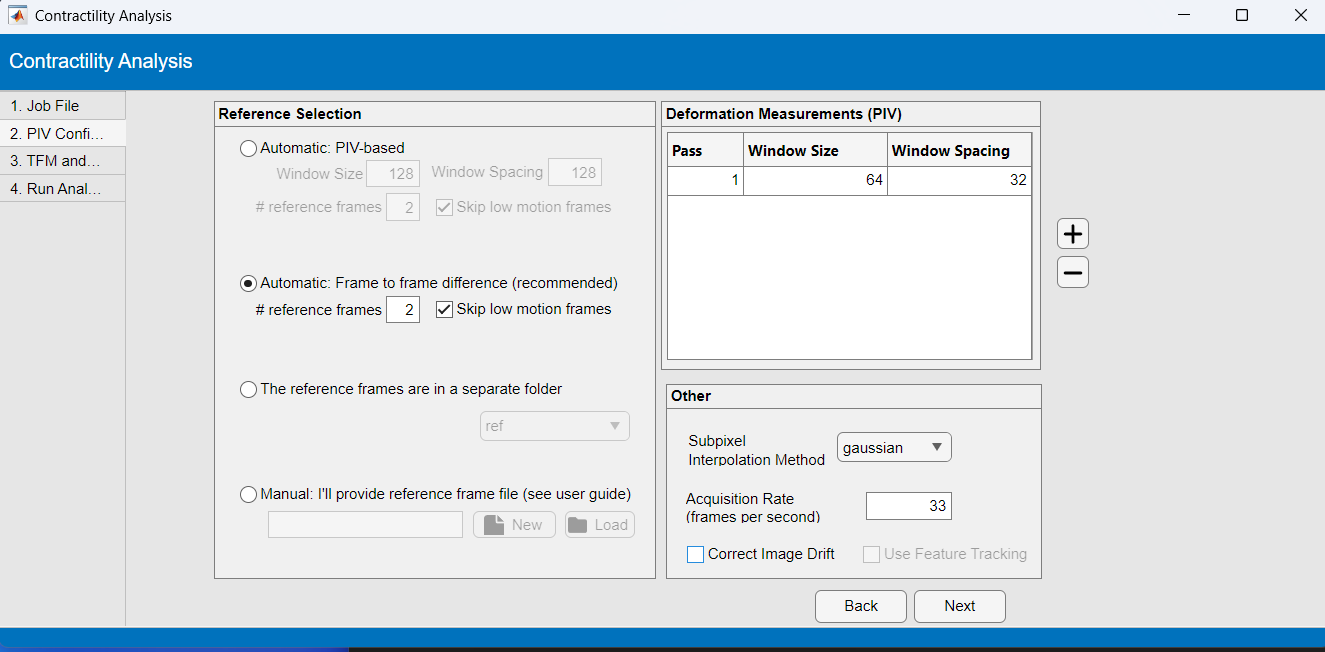 Contractility Analysis
Contractility Analysis
1. Job File
2. PIV Confi...
3. TFM and...
4. Run Anal...
Reference Selection
Automatic: PIV-based
Window Size 128 Window Spacing 128
# reference frames 2 Skip low motion frames
Automatic: Frame to frame difference (recommended)
# reference frames 2 Skip low motion frames
The reference frames are in a separate folder
ref
Manual: I'll provide reference frame file (see user guide)
New Load
Deformation Measurements (PIV)
Pass Window Size Window Spacing
1 64 32
Other
Subpixel
Interpolation Method
gaussian
Acquisition Rate
(frames per second)
33
Correct Image Drift Use Feature Tracking
Back Next